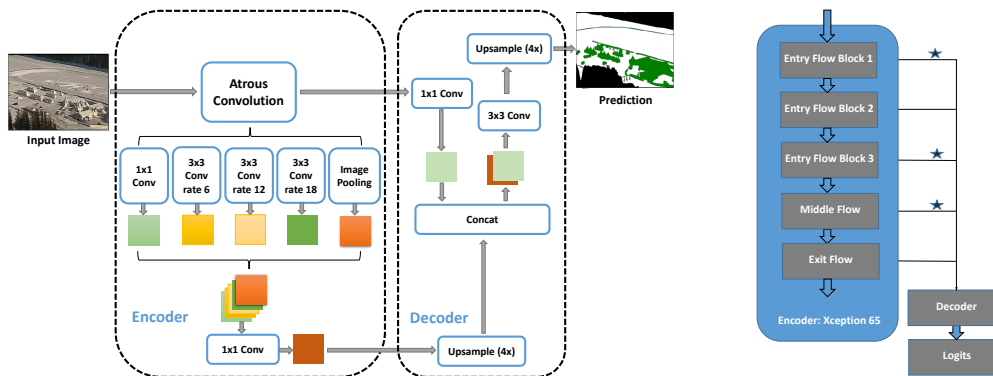 Input Image
Atrous
Convolution
1x1
Conv
3x3
Conv
rate 6
3x3
Conv
rate 12
3x3
Conv
rate 18
Image
Pooling
Encoder
1x1 Conv
Upsample (4x)
1x1 Conv
3x3 Conv
Concat
Decoder
Upsample (4x)
Prediction
Entry Flow Block 1
Entry Flow Block 2
Entry Flow Block 3
Middle Flow
Exit Flow
Encoder: Xception 65
Decoder
Logits